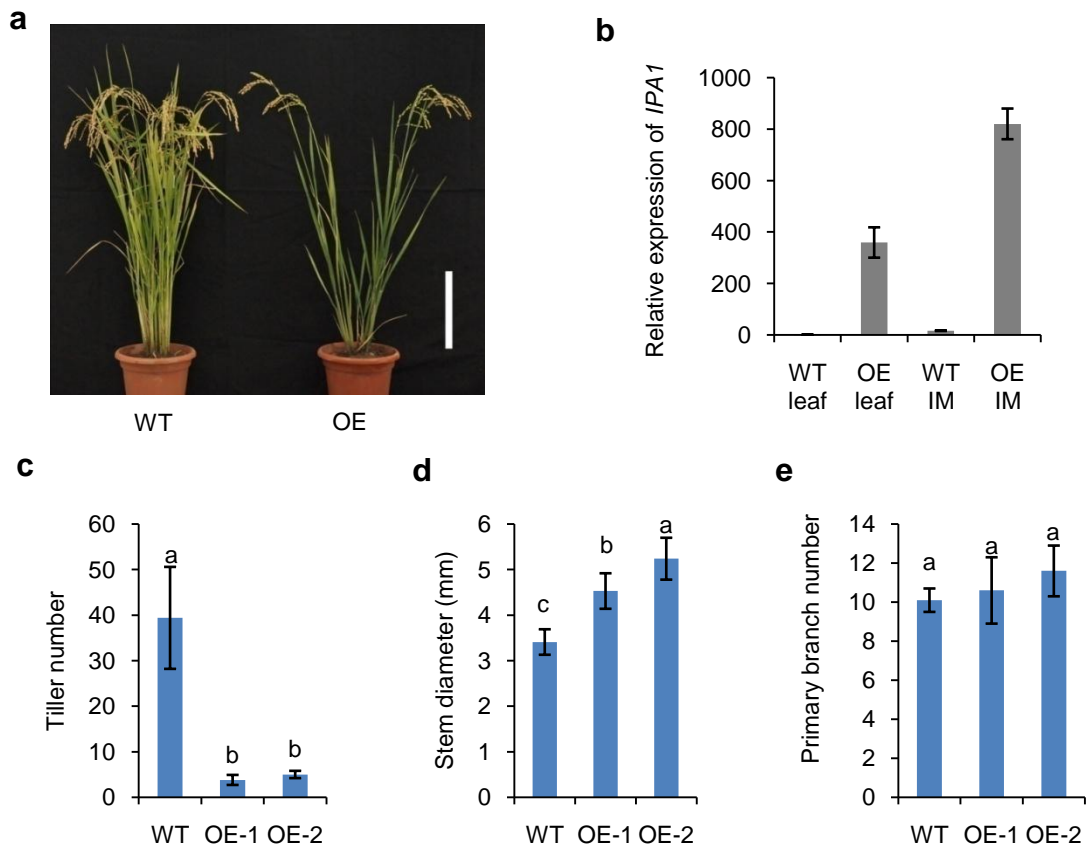 a
WT
OE
b
Relative expression of IPA1
1000
800
600
400
200
0
WT leaf
OE leaf
WT IM
OE IM
c
Tiller number
60
50
40
30
20
10
0
a
b
b
WT
OE-1
OE-2
d
Stem diameter (mm)
6
5
4
3
2
1
0
c
b
a
WT
OE-1
OE-2
e
Primary branch number
14
12
10
8
6
4
2
0
a
a
a
WT
OE-1
OE-2